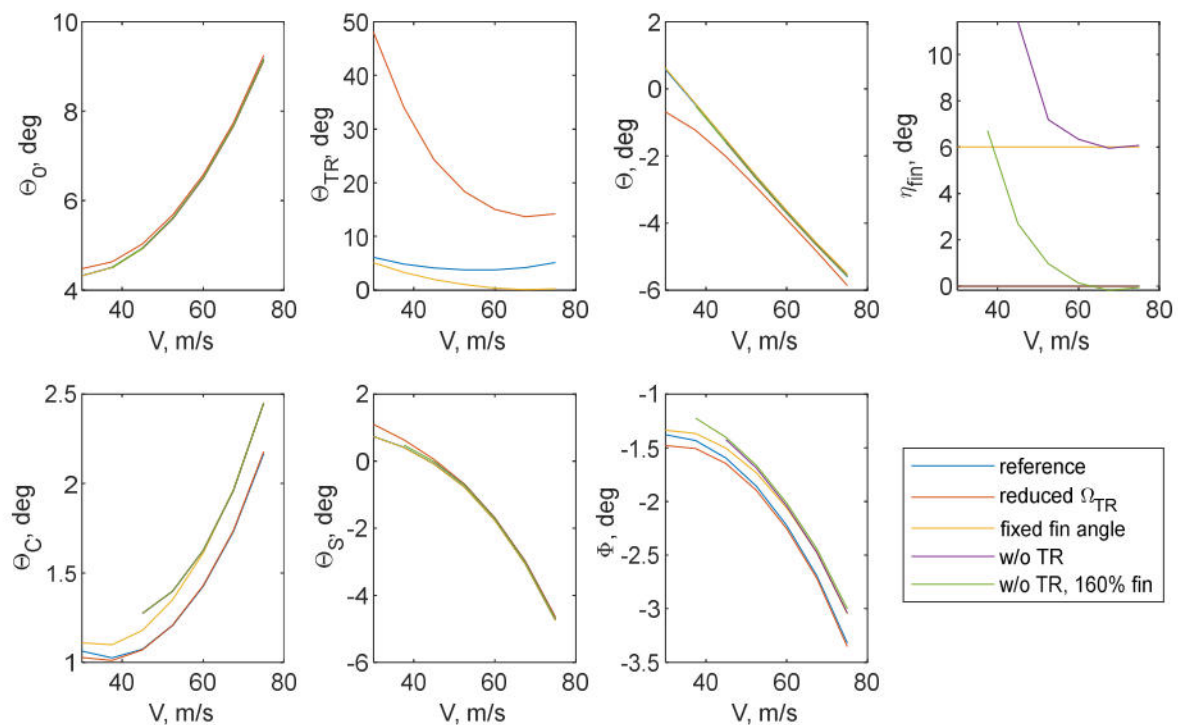 10
8
6
4
40 60 80
V, m/s
Θ0, deg
50
40
30
20
10
0
40 60 80
V, m/s
ΘTR, deg
2
0
-2
-4
-6
40 60 80
V, m/s
Θ, deg
10
8
6
4
2
0
40 60 80
V, m/s
ηfin, deg
2.5
2
1.5
1
40 60 80
V, m/s
ΘC, deg
2
0
-2
-4
-6
40 60 80
V, m/s
ΘS, deg
-1
-1.5
-2
-2.5
-3
-3.5
40 60 80
V, m/s
Φ, deg
reference
reduced ΩTR
fixed fin angle
w/o TR
w/o TR, 160% fin